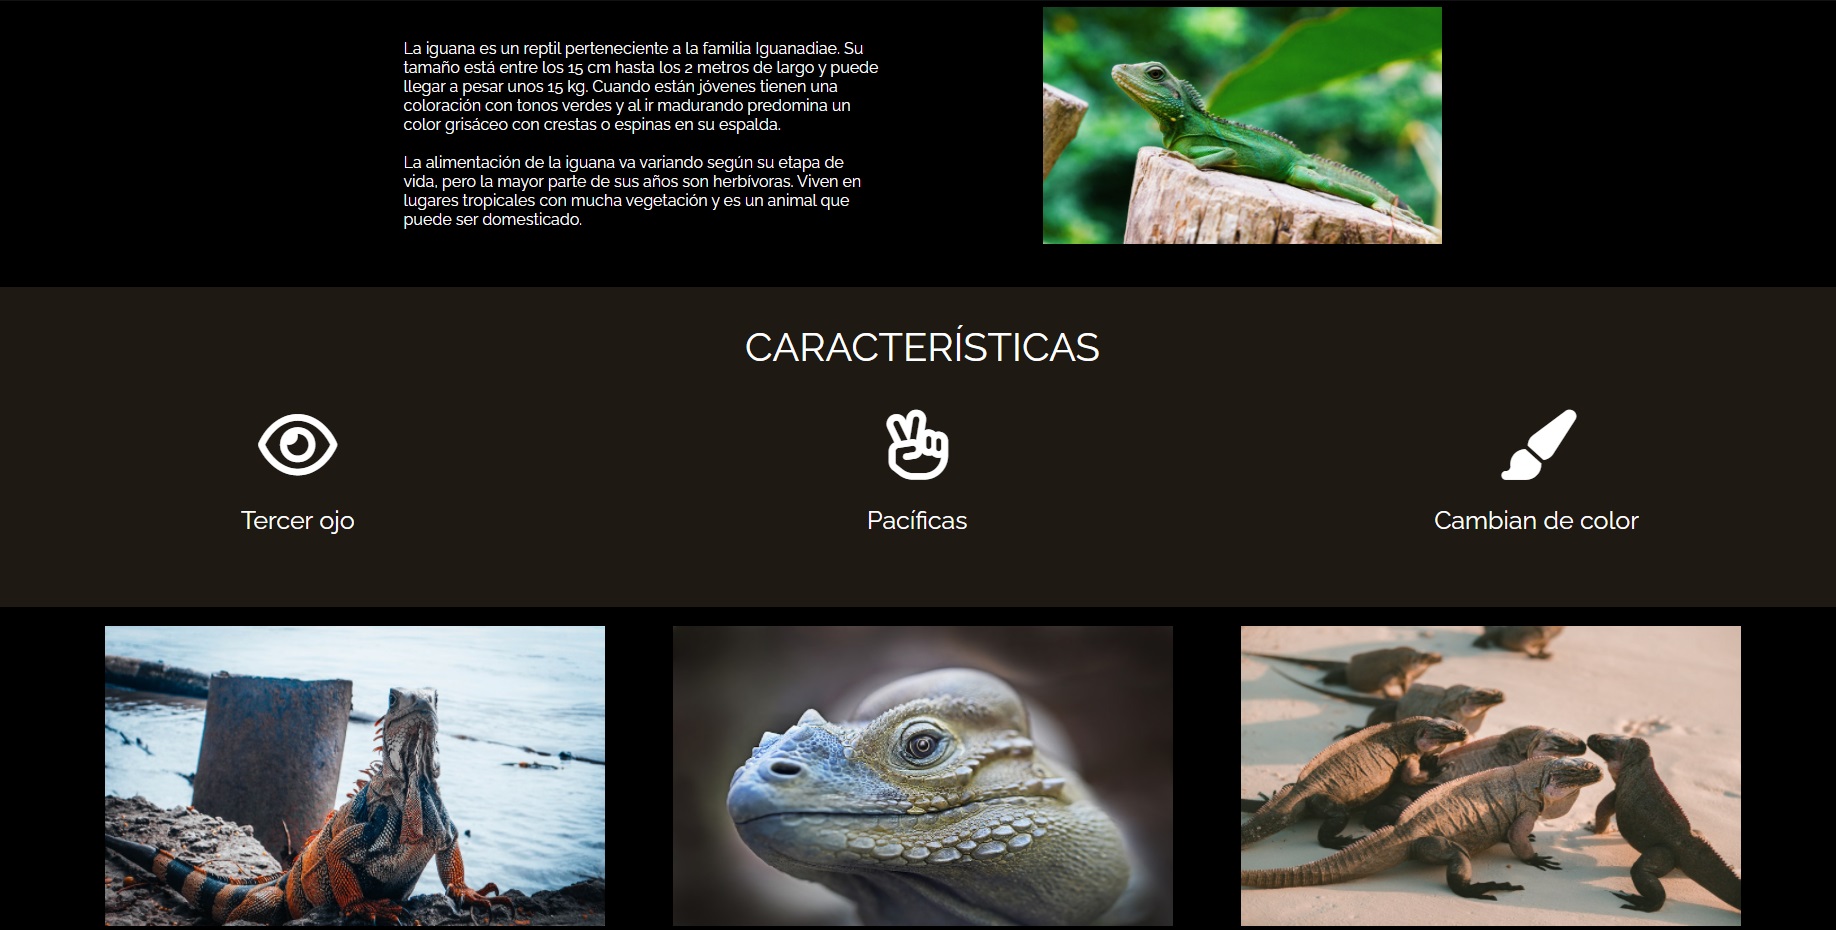 La iguana es un reptil perteneciente a la familia Iguanadiae. Su
tamaño está entre los 15 cm hasta los 2 metros de largo y puede
llegar a pesar unos 15 kg. Cuando están jóvenes tienen una
coloración con tonos verdes y al ir madurando predomina un
color grisáceo con crestas o espinas en su espalda.
La alimentación de la iguana va variando según su etapa de
vida, pero la mayor parte de sus años son herbívoras. Viven en
lugares tropicales con mucha vegetación y es un animal que
puede ser domesticado.
CARACTERÍSTICAS
Tercer ojo
Pacíficas
Cambian de color